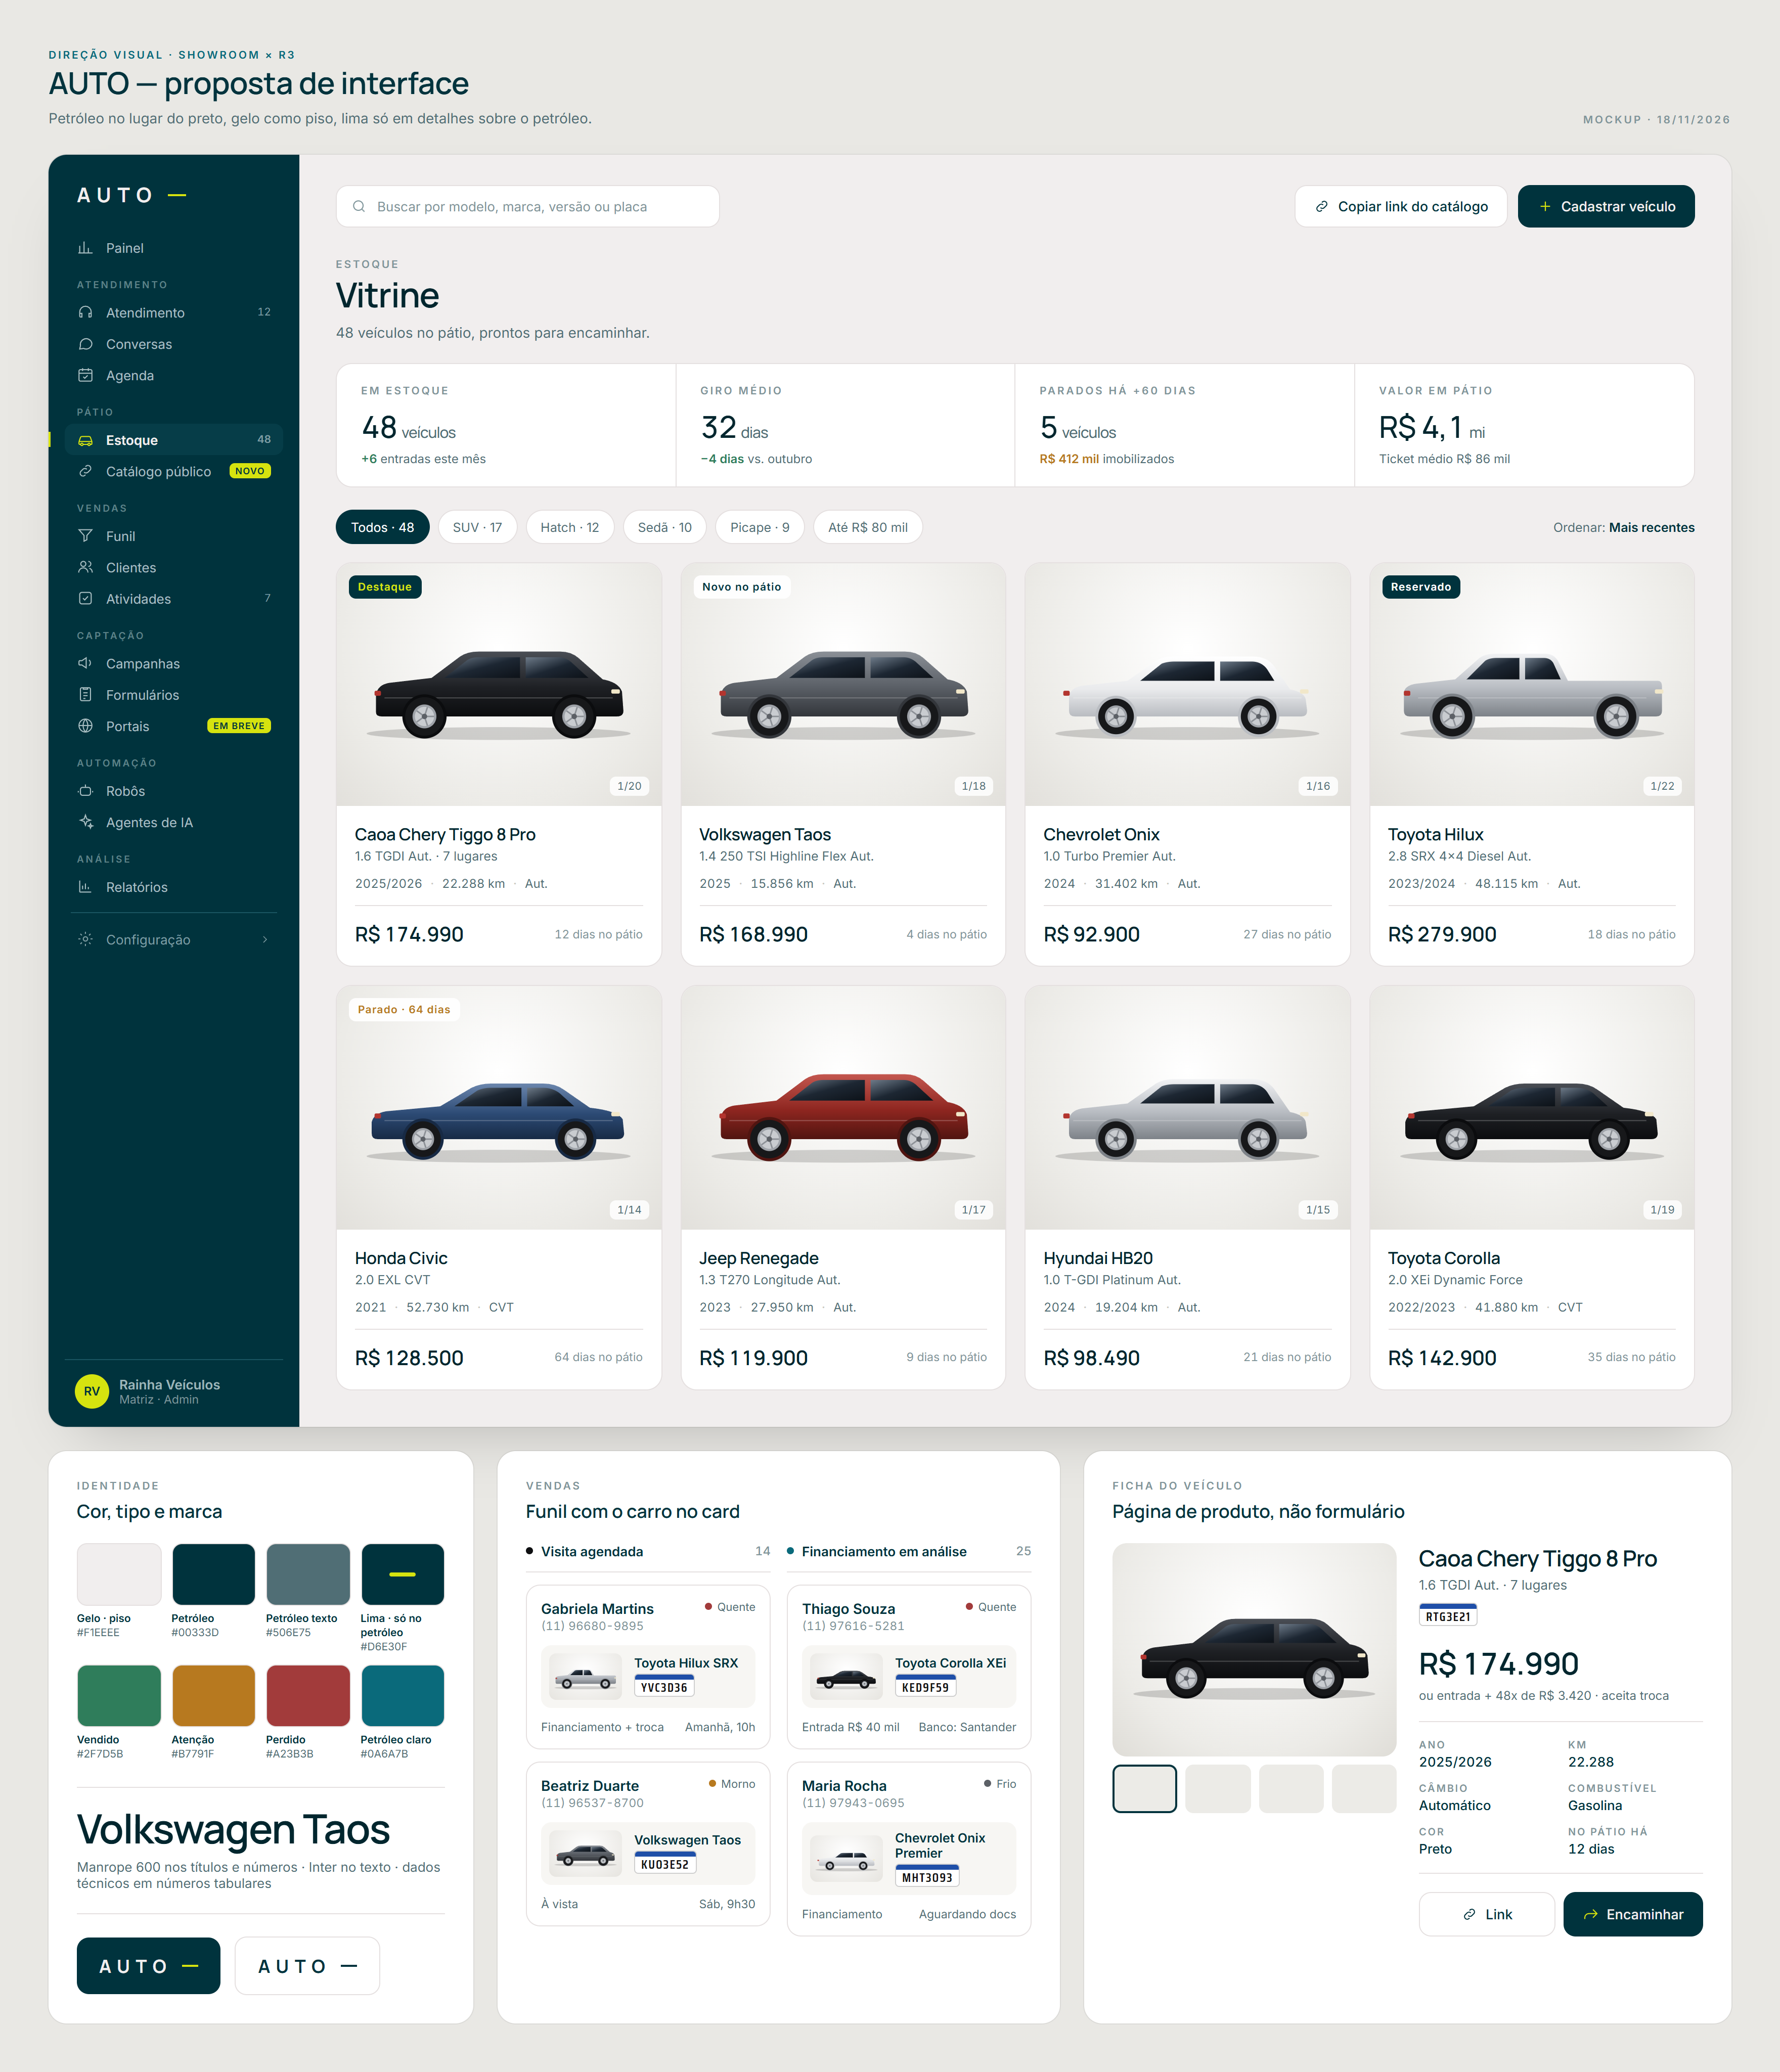 DIREÇÃO VISUAL · SHOWROOM × R3
AUTO — proposta de interface
Petróleo no lugar do preto, gelo como piso, lima só em detalhes sobre o petróleo.
MOCKUP · 18/11/2026
AUTO —
Painel
ATENDIMENTO
Atendimento 12
Conversas
Agenda
PÁTIO
Estoque 48
Catálogo público NOVO
VENDAS
Funil
Clientes
Atividades 7
CAPTAÇÃO
Campanhas
Formulários
Portais EM BREVE
AUTOMAÇÃO
Robôs
Agentes de IA
ANÁLISE
Relatórios
Configuração
RV
Rainha Veículos
Matriz · Admin
Buscar por modelo, marca, versão ou placa
Copiar link do catálogo
+ Cadastrar veículo
ESTOQUE
Vitrine
48 veículos no pátio, prontos para encaminhar.
EM ESTOQUE
48 veículos
+6 entradas este mês
GIRO MÉDIO
32 dias
−4 dias vs. outubro
PARADOS HÁ +60 DIAS
5 veículos
R$ 412 mil imobilizados
VALOR EM PÁTIO
R$ 4,1 mi
Ticket médio R$ 86 mil
Todos · 48
SUV · 17
Hatch · 12
Sedã · 10
Picape · 9
Até R$ 80 mil
Ordenar: Mais recentes
Destaque
1/20
Caoa Chery Tiggo 8 Pro
1.6 TGDI Aut. · 7 lugares
2025/2026 · 22.288 km · Aut.
R$ 174.990 12 dias no pátio
Novo no pátio
1/18
Volkswagen Taos
1.4 250 TSI Highline Flex Aut.
2025 · 15.856 km · Aut.
R$ 168.990 4 dias no pátio
1/16
Chevrolet Onix
1.0 Turbo Premier Aut.
2024 · 31.402 km · Aut.
R$ 92.900 27 dias no pátio
Reservado
1/22
Toyota Hilux
2.8 SRX 4×4 Diesel Aut.
2023/2024 · 48.115 km · Aut.
R$ 279.900 18 dias no pátio
Parado · 64 dias
1/14
Honda Civic
2.0 EXL CVT
2021 · 52.730 km · CVT
R$ 128.500 64 dias no pátio
1/17
Jeep Renegade
1.3 T270 Longitude Aut.
2023 · 27.950 km · Aut.
R$ 119.900 9 dias no pátio
1/15
Hyundai HB20
1.0 T-GDI Platinum Aut.
2024 · 19.204 km · Aut.
R$ 98.490 21 dias no pátio
1/19
Toyota Corolla
2.0 XEi Dynamic Force
2022/2023 · 41.880 km · CVT
R$ 142.900 35 dias no pátio
IDENTIDADE
Cor, tipo e marca
Gelo · piso
#F1EEEE
Petróleo
#00333D
Petróleo texto
#506E75
Lima · só no
petróleo
#D6E30F
Vendido
#2F7D5B
Atenção
#B7791F
Perdido
#A23B3B
Petróleo claro
#0A6A7B
Volkswagen Taos
Manrope 600 nos títulos e números · Inter no texto · dados
técnicos em números tabulares
AUTO —
AUTO —
VENDAS
Funil com o carro no card
Visita agendada 14
Gabriela Martins Quente
(11) 96680-9895
Toyota Hilux SRX
YVC3D36
Financiamento + troca Amanhã, 10h
Beatriz Duarte Morno
(11) 96537-8700
Volkswagen Taos
KUO3E52
À vista Sáb, 9h30
Financiamento em análise 25
Thiago Souza Quente
(11) 97616-5281
Toyota Corolla XEi
KED9F59
Entrada R$ 40 mil Banco: Santander
Maria Rocha Frio
(11) 97943-0695
Chevrolet Onix
Premier
MHT3O93
Financiamento Aguardando docs
FICHA DO VEÍCULO
Página de produto, não formulário
Caoa Chery Tiggo 8 Pro
1.6 TGDI Aut. · 7 lugares
RTG3E21
R$ 174.990
ou entrada + 48x de R$ 3.420 · aceita troca
ANO
2025/2026
KM
22.288
CÂMBIO
Automático
COMBUSTÍVEL
Gasolina
COR
Preto
NO PÁTIO HÁ
12 dias
Link
Encaminhar